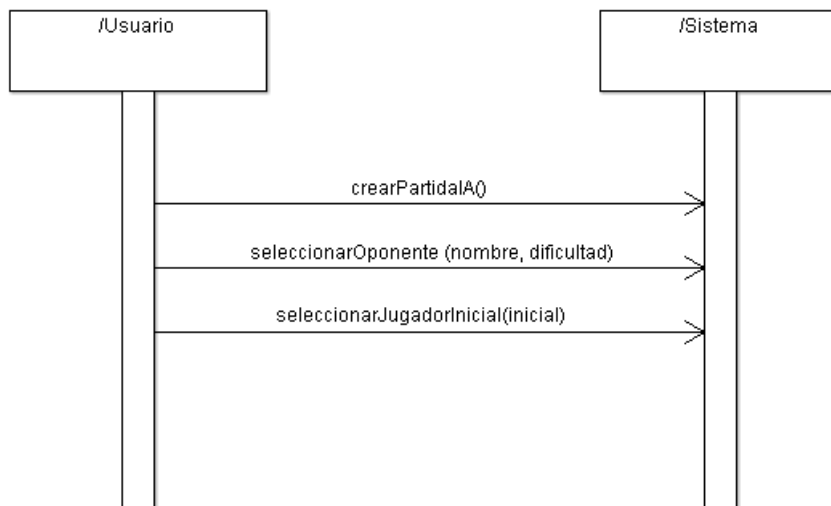 /Usuario
/Sistema
crearPartidaIA()
seleccionarOponente (nombre, dificultad)
seleccionarJugadorInicial(inicial)